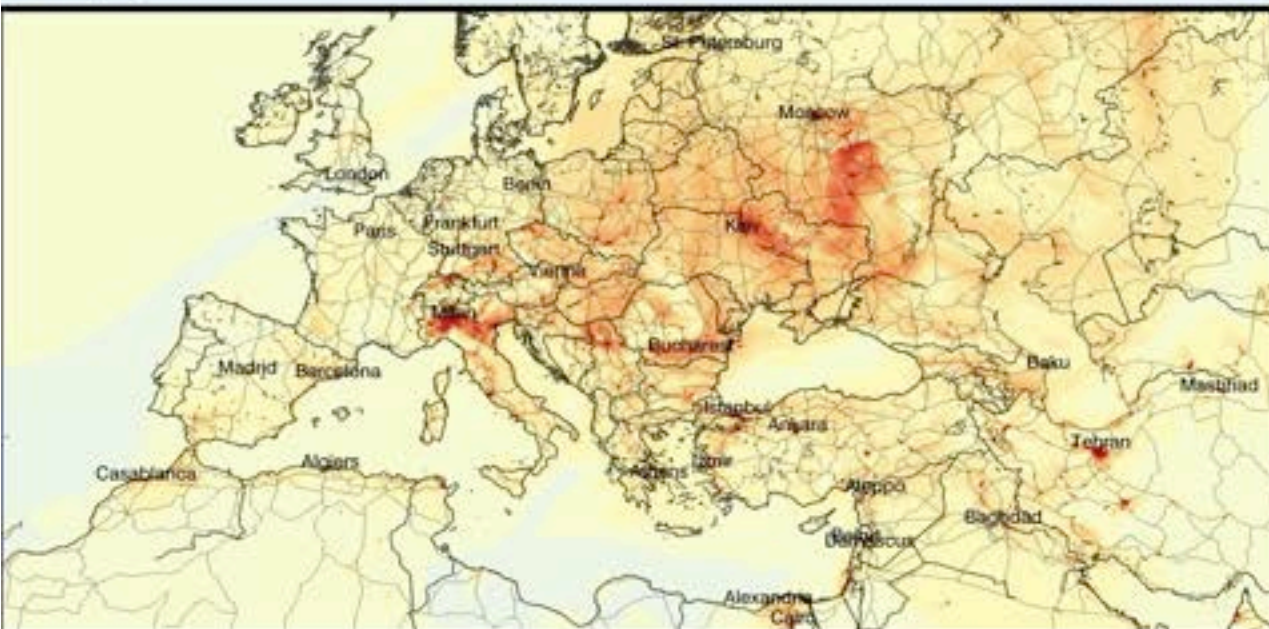 St. Petersburg
Moscow
London
Berlin
Paris
Frankfurt
Kiev
Stuttgart
Vienna
Milan
Bucharest
Madrid
Barcelona
Baku
Mashhad
Istanbul
Ankara
Tehran
Algiers
Izmir
Casablanca
Athens
Aleppo
Baghdad
Damascus
Alexandria
Cairo